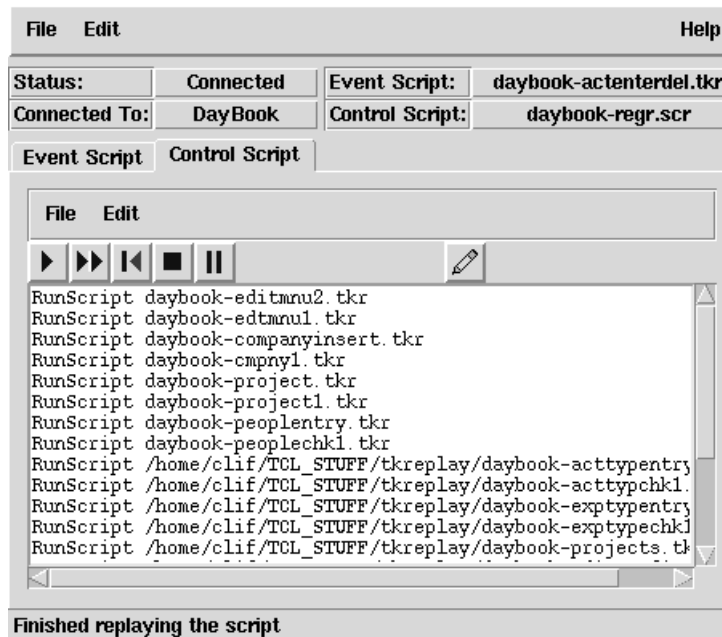 File Edit Help
Status: Connected Event Script: daybook-actenterdel.tkr
Connected To: DayBook Control Script: daybook-regr.scr
Event Script Control Script
File Edit
RunScript daybook-editmnu2.tkr
RunScript daybook-edtmnu1.tkr
RunScript daybook-companyinsert.tkr
RunScript daybook-cmpny1.tkr
RunScript daybook-project.tkr
RunScript daybook-project1.tkr
RunScript daybook-peoplentry.tkr
RunScript daybook-peoplechk1.tkr
RunScript /home/clif/TCL_STUFF/tkreplay/daybook-acttypentry
RunScript /home/clif/TCL_STUFF/tkreplay/daybook-acttypchk1.
RunScript /home/clif/TCL_STUFF/tkreplay/daybook-exptypentry
RunScript /home/clif/TCL_STUFF/tkreplay/daybook-exptypechk1
RunScript /home/clif/TCL_STUFF/tkreplay/daybook-projects.tk
Finished replaying the script